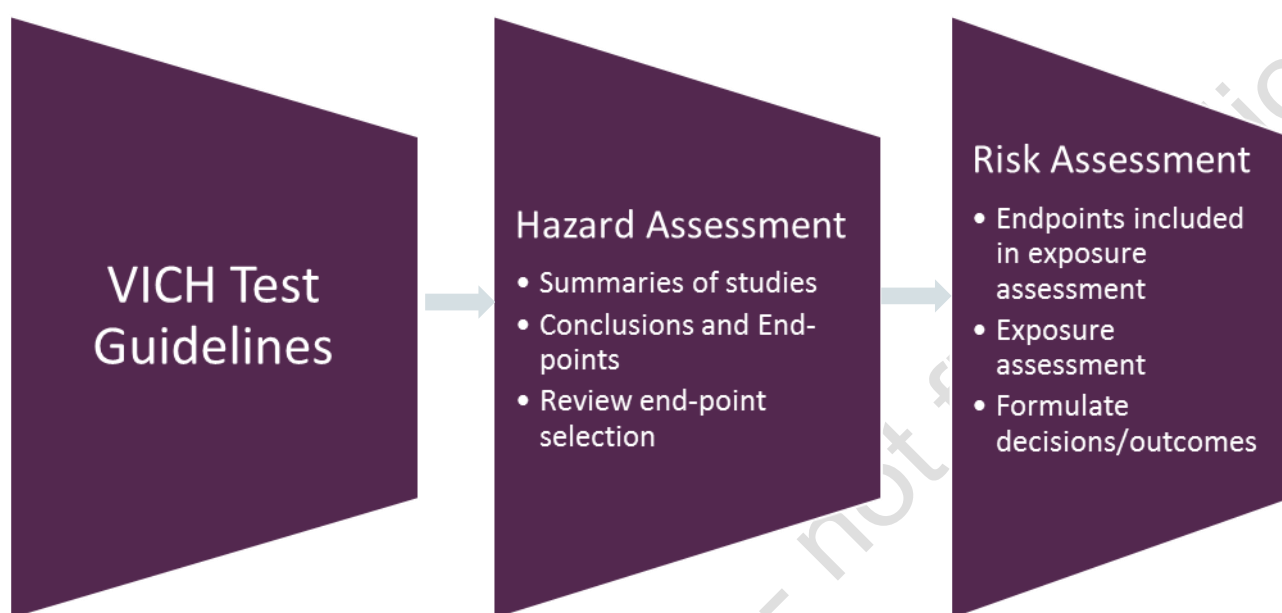 VICH Test
Guidelines
Hazard Assessment
• Summaries of studies
• Conclusions and End-
points
• Review end-point
selection
Risk Assessment
• Endpoints included
in exposure
assessment
• Exposure
assessment
• Formulate
decisions/outcomes
- not